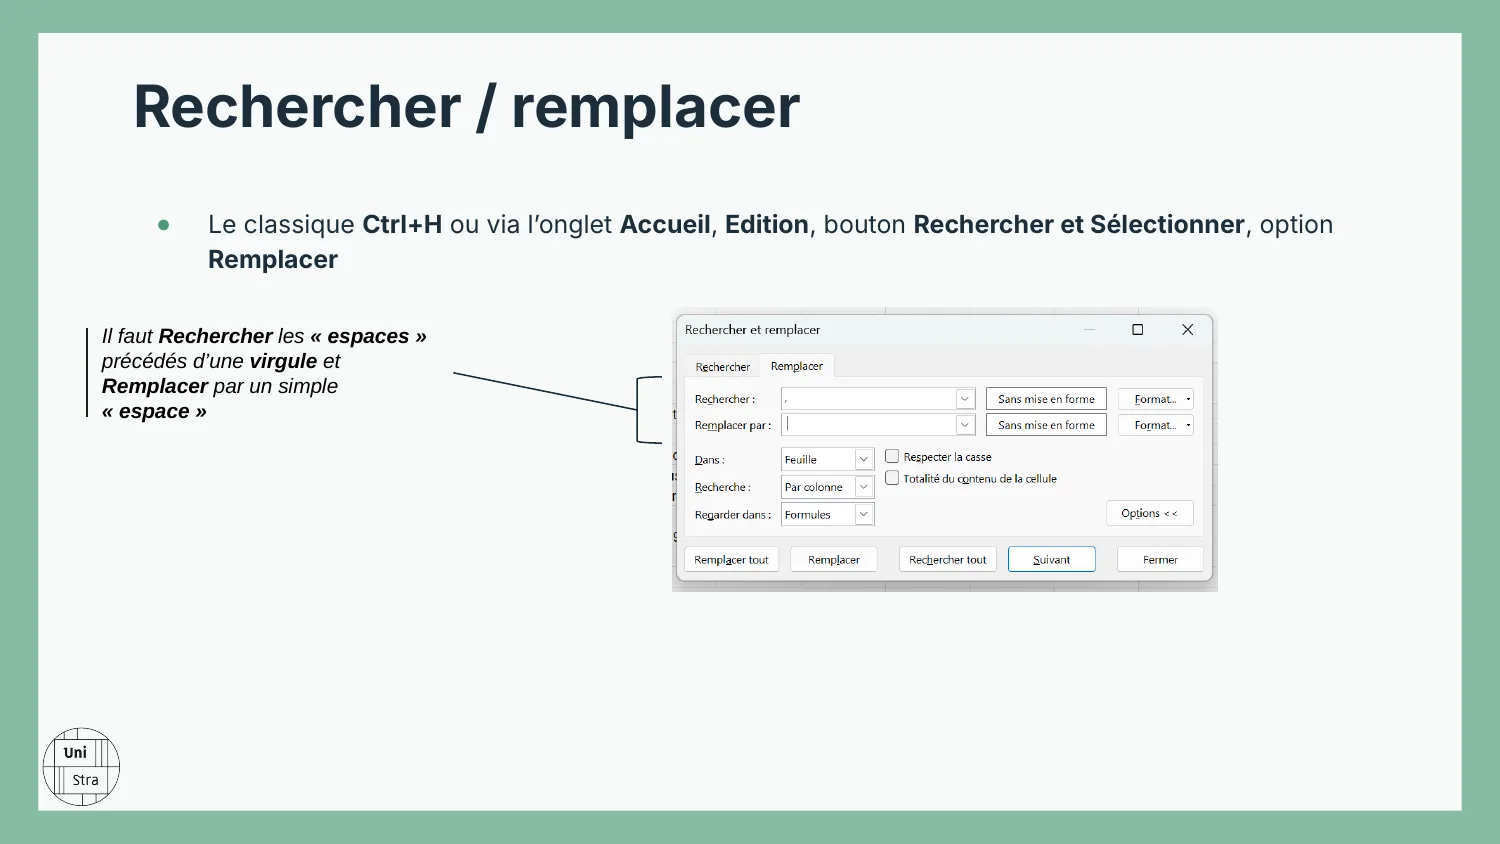 Rechercher / remplacer
● Le classique Ctrl+H ou via l’onglet Accueil, Edition, bouton Rechercher et Sélectionner, option
Remplacer
Il faut Rechercher les « espaces »
précédés d’une virgule et
Remplacer par un simple
« espace »
Rechercher et remplacer
Rechercher Remplacer
Rechercher : , Sans mise en forme Format...
Remplacer par : Sans mise en forme Format...
Dans : Feuille Respecter la casse
Totalité du contenu de la cellule
Recherche : Par colonne
Regarder dans : Formules Options <<
Remplacer tout Remplacer Rechercher tout Suivant Fermer
Uni
Stra